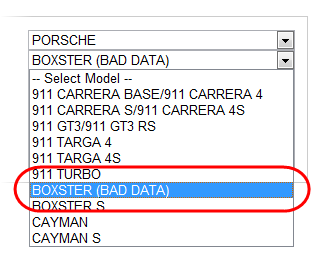 PORSCHE
BOXSTER (BAD DATA)
-- Select Model --
911 CARRERA BASE/911 CARRERA 4
911 CARRERA S/911 CARRERA 4S
911 GT3/911 GT3 RS
911 TARGA 4
911 TARGA 4S
911 TURBO
BOXSTER (BAD DATA)
BOXSTER S
CAYMAN
CAYMAN S